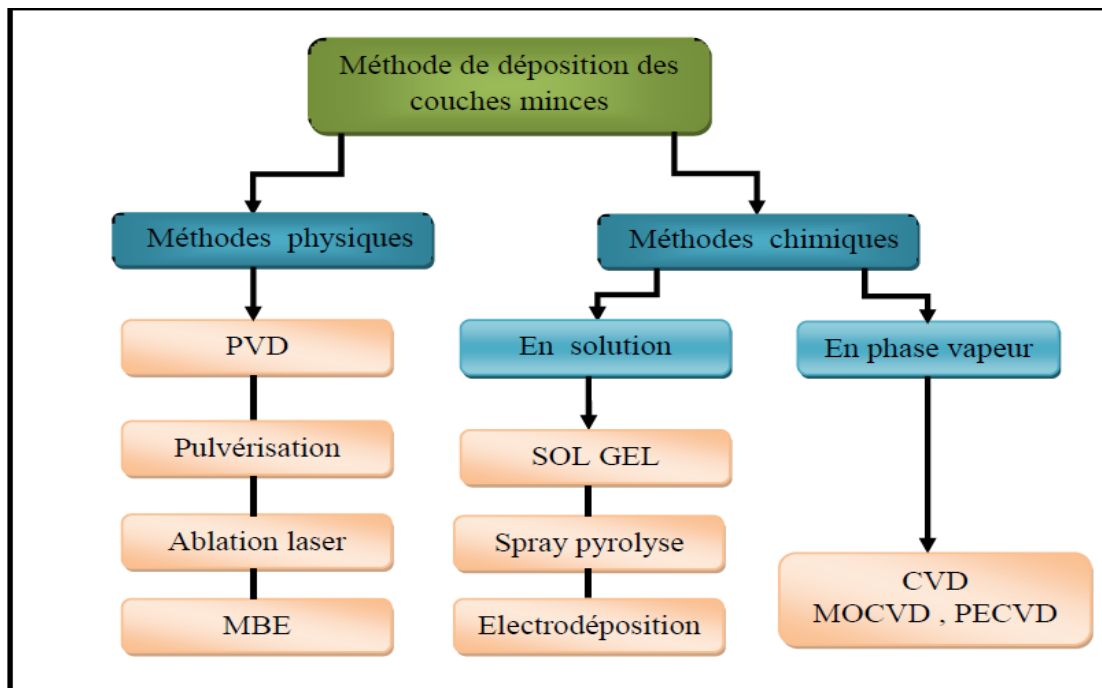 Méthode de déposition des
couches minces
Méthodes physiques
Méthodes chimiques
PVD
En solution
En phase vapeur
Pulvérisation
SOL GEL
Ablation laser
Spray pyrolyse
CVD
MOCVD , PECVD
MBE
Electrodéposition